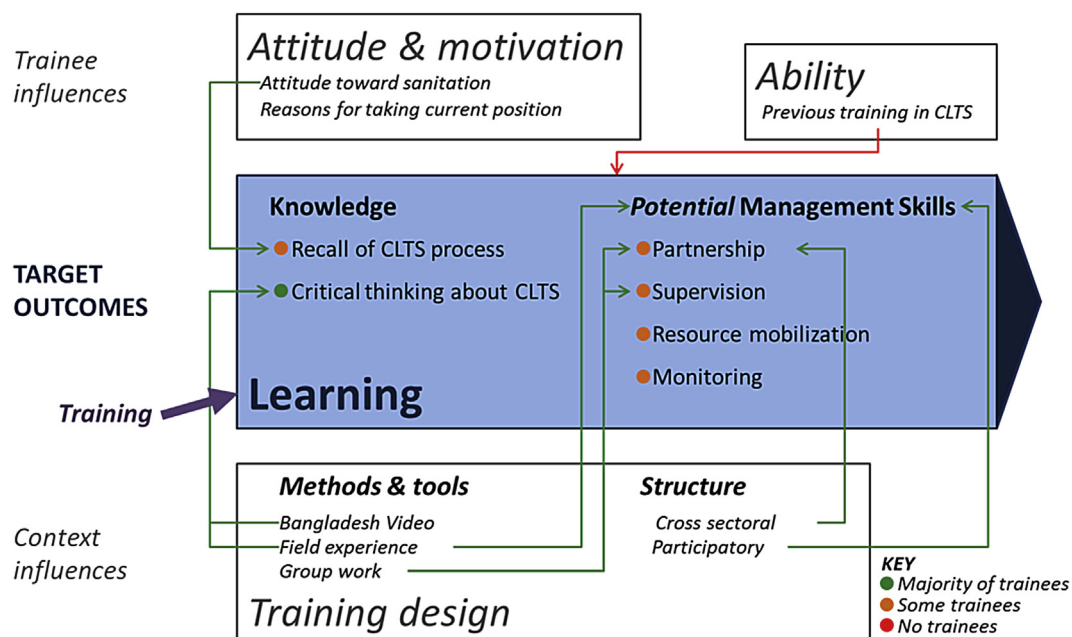 Trainee
influences
Attitude & motivation
Attitude toward sanitation
Reasons for taking current position
Ability
Previous training in CLTS
TARGET
OUTCOMES
Knowledge
Recall of CLTS process
Critical thinking about CLTS
Potential Management Skills
Partnership
Supervision
Resource mobilization
Monitoring
Learning
Training
Context
influences
Methods & tools
Bangladesh Video
Field experience
Group work
Structure
Cross sectoral
Participatory
Training design
KEY
Majority of trainees
Some trainees
No trainees